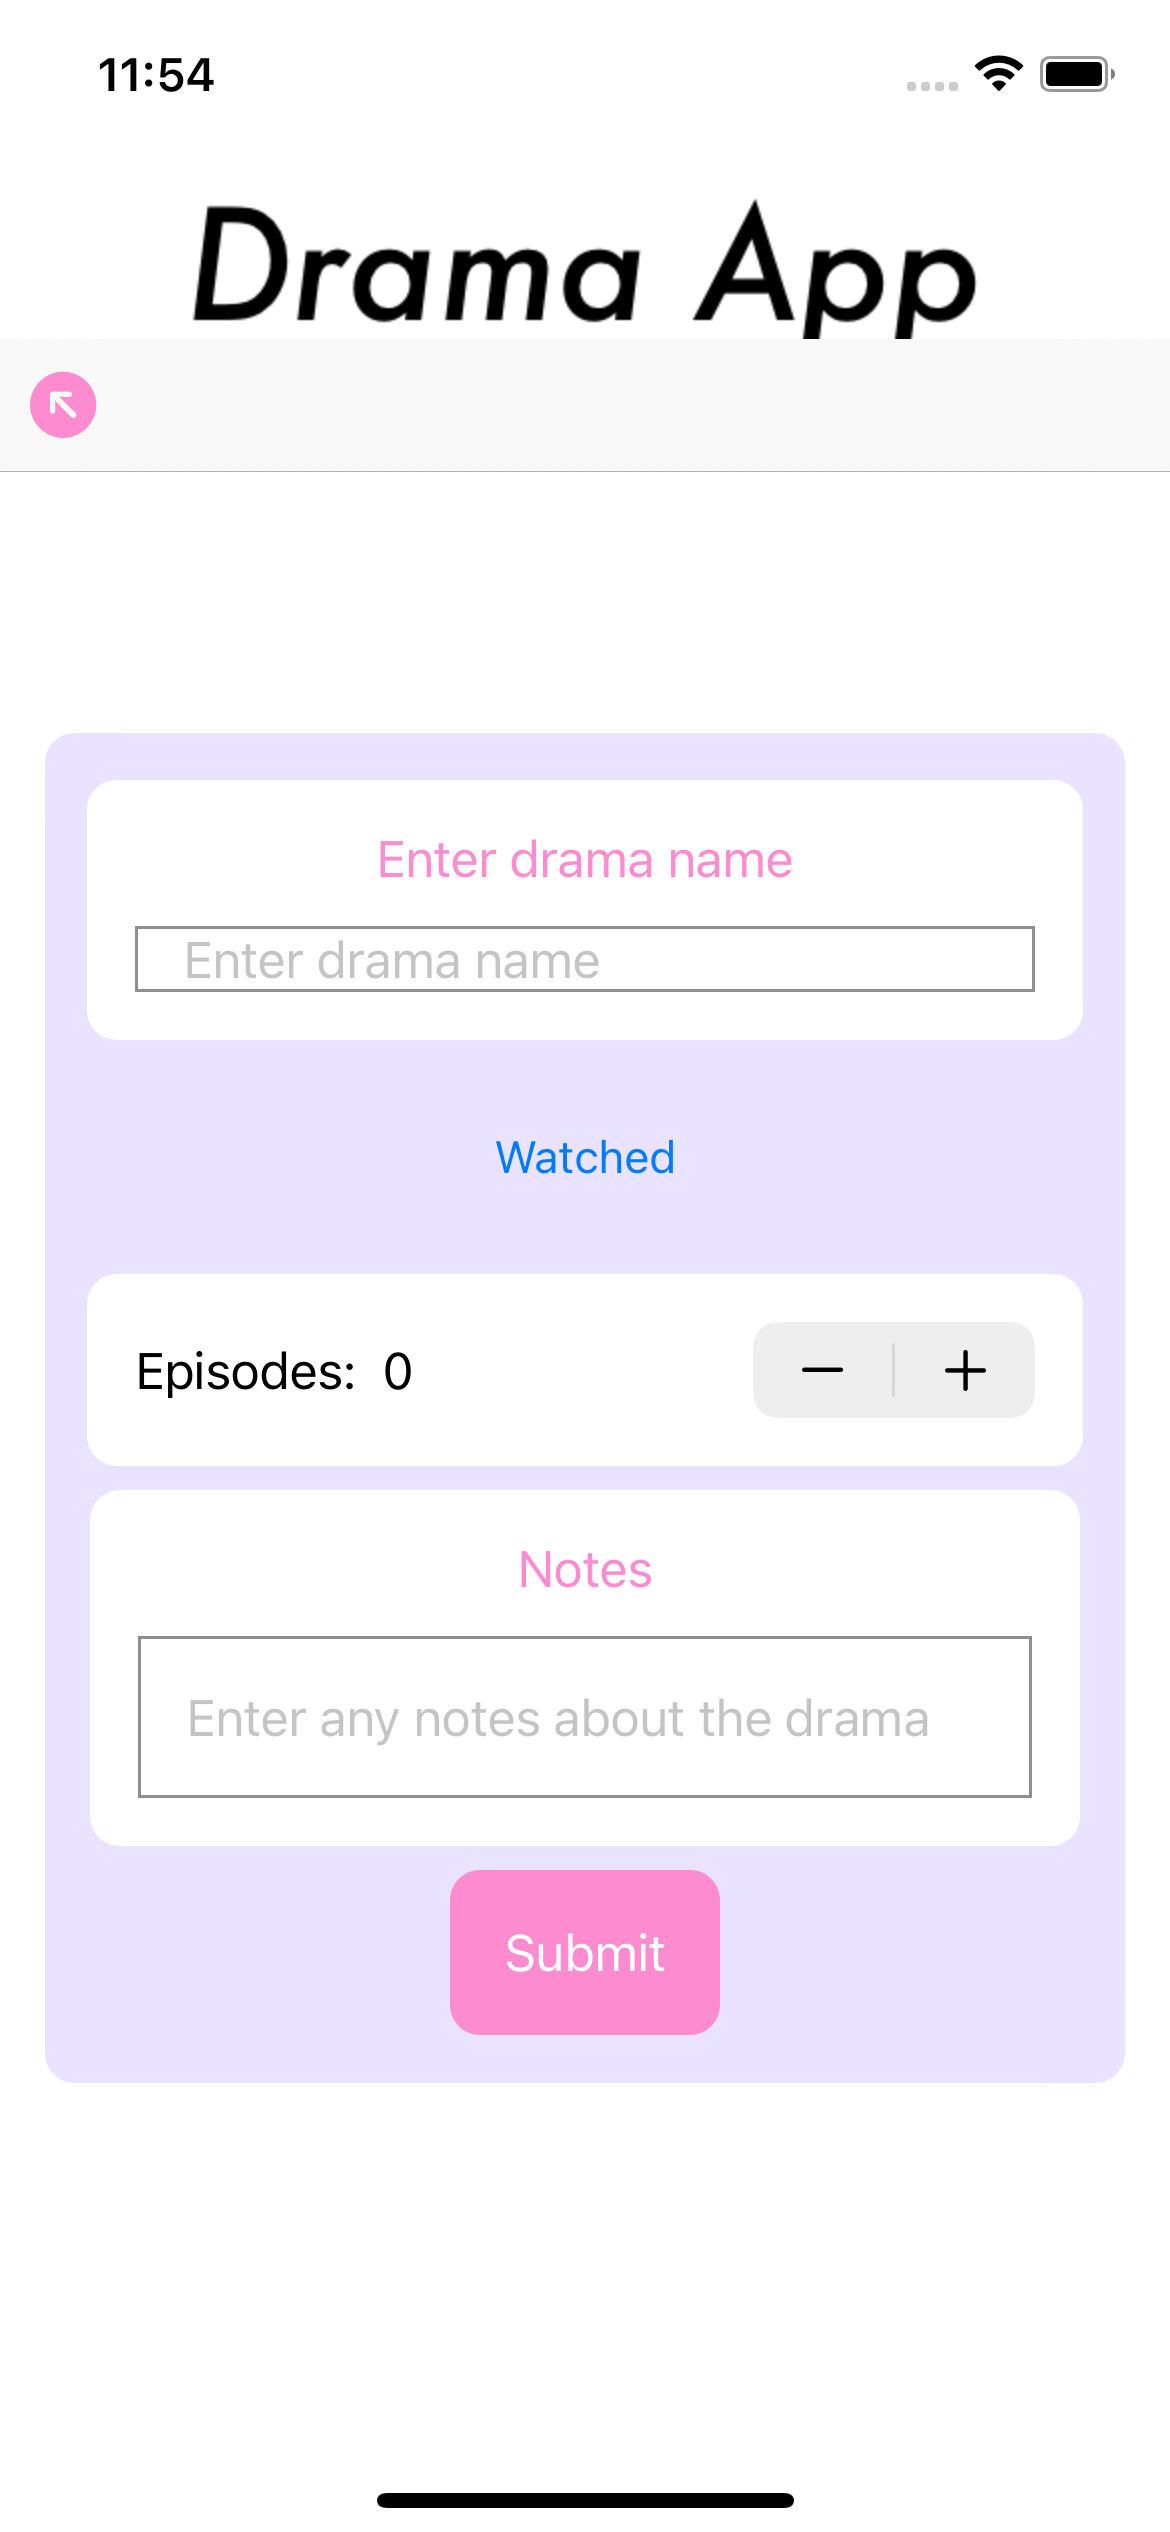 11:54
Drama App
Enter drama name
Enter drama name
Watched
Episodes: 0
Notes
Enter any notes about the drama
Submit